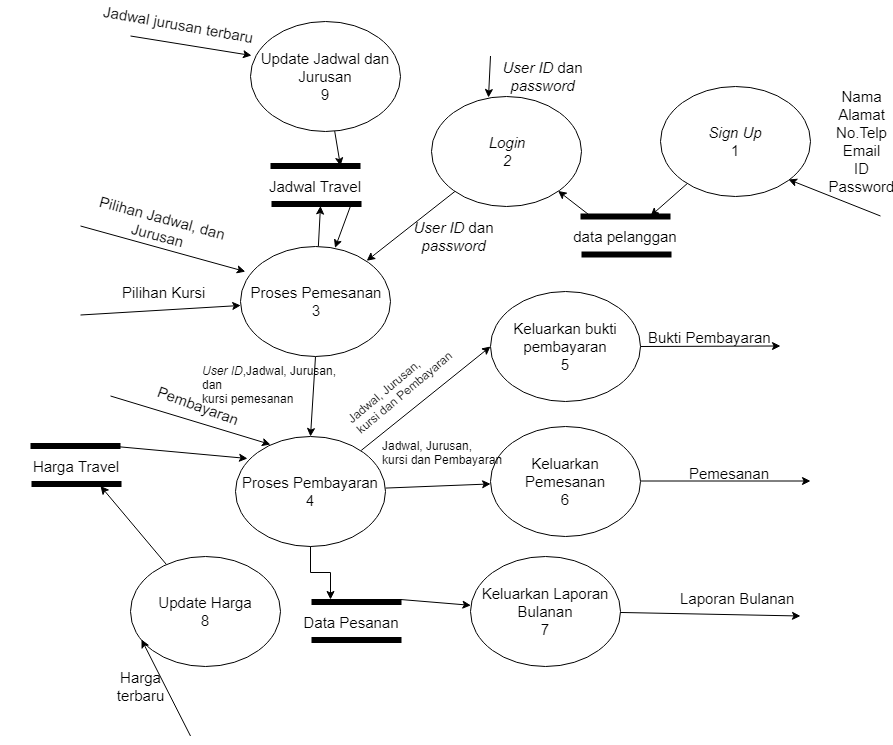 Jadwal jurusan terbaru
Update Jadwal dan
Jurusan
9
User ID dan
password
Login
2
Sign Up
1
Nama
Alamat
No.Telp
Email
ID
Password
Jadwal Travel
Pilihan Jadwal, dan
Jurusan
User ID dan
password
data pelanggan
Pilihan Kursi
Proses Pemesanan
3
Keluarkan bukti
pembayaran
5
Bukti Pembayaran
User ID,Jadwal, Jurusan,
dan
kursi pemesanan
Jadwal, Jurusan,
kursi dan Pembayaran
Pembayaran
Jadwal, Jurusan,
kursi dan Pembayaran
Harga Travel
Proses Pembayaran
4
Keluarkan
Pemesanan
6
Pemesanan
Update Harga
8
Data Pesanan
Keluarkan Laporan
Bulanan
7
Laporan Bulanan
Harga
terbaru